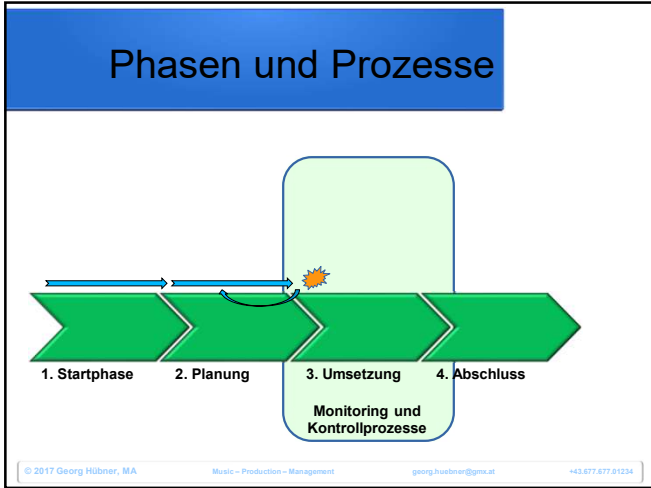 Phasen und Prozesse
1. Startphase
2. Planung
3. Umsetzung
4. Abschluss
Monitoring und
Kontrollprozesse
© 2017 Georg Hübner, MA
Music – Production – Management
georg.huebner@gmx.at
+43.677.677.01234